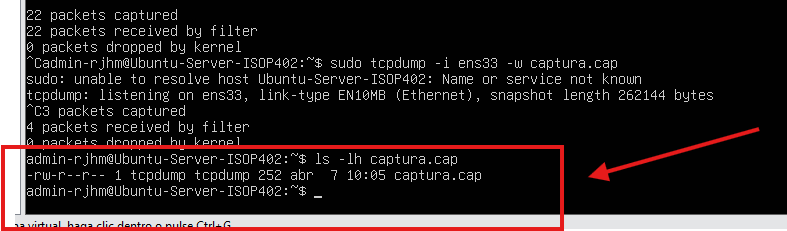 22 packets captured
22 packets received by filter
0 packets dropped by kernel
^Cadmin-rjhm@Ubuntu-Server-ISOP402:~$ sudo tcpdump -i ens33 -w captura.cap
sudo: unable to resolve host Ubuntu-Server-ISOP402: Name or service not known
tcpdump: listening on ens33, link-type EN10MB (Ethernet), snapshot length 262144 bytes
^C3 packets captured
4 packets received by filter
0 packets dropped by kernel
admin-rjhm@Ubuntu-Server-ISOP402:~$ ls -lh captura.cap
-rw-r--r-- 1 tcpdump tcpdump 252 abr  7 10:05 captura.cap
admin-rjhm@Ubuntu-Server-ISOP402:~$ _
virtual, haga clic dentro o pulse Ctrl+G